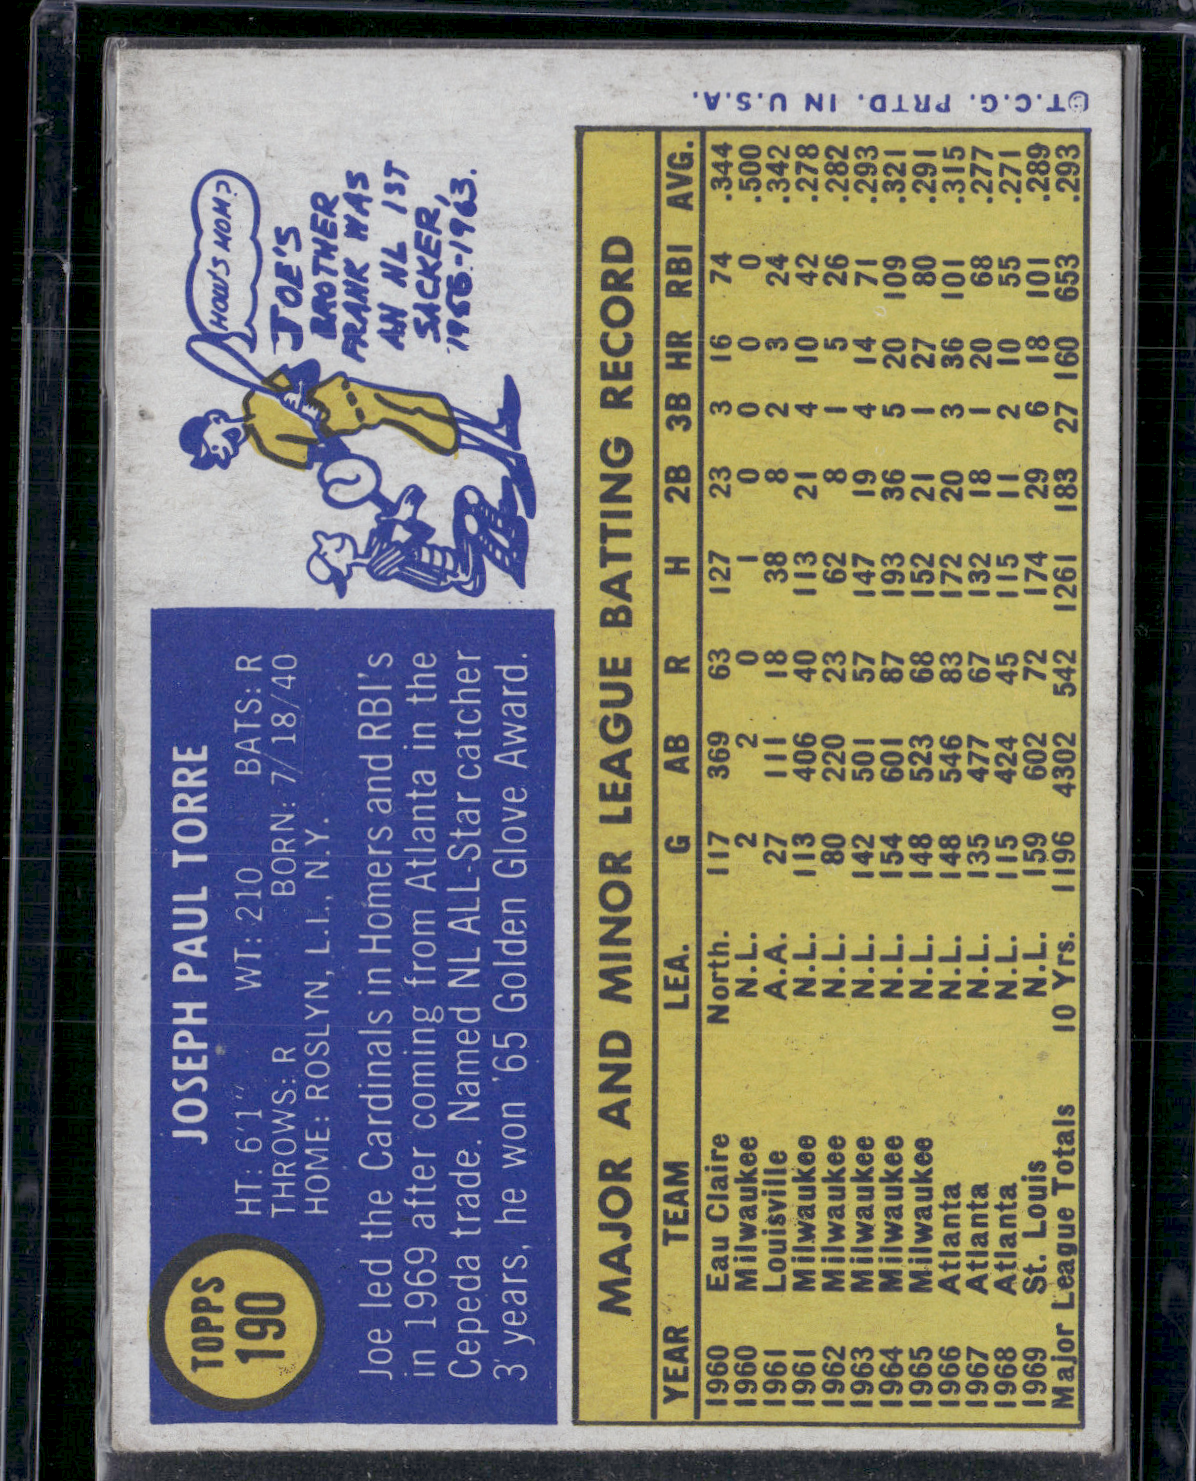 TOPPS
190
JOSEPH PAUL TORRE
HT: 6'1" WT: 210 BATS: R
THROWS: R BORN: 7/18/40
HOME: ROSLYN, L.I., N.Y.
Joe led the Cardinals in Homers and RBI's
in 1969 after coming from Atlanta in the
Cepeda trade. Named NL ALL-Star catcher
3 years, he won '65 Golden Glove Award.
HOW'S MOM?
JOE'S
BROTHER
FRANK WAS
AN NL 1ST
SACKER,
1956-1963.
MAJOR AND MINOR LEAGUE BATTING RECORD
YEAR TEAM LEA. G AB R H 2B 3B HR RBI AVG.
1960 Eau Claire North. 117 369 63 127 23 3 16 74 .344
1960 Milwaukee N.L. 2 2 0 1 0 0 0 0 .500
1961 Louisville A.A. 27 111 18 38 8 2 3 24 .342
1961 Milwaukee N.L. 113 406 40 113 21 4 10 42 .278
1962 Milwaukee N.L. 80 220 23 62 8 1 5 26 .282
1963 Milwaukee N.L. 142 501 57 147 19 4 14 71 .293
1964 Milwaukee N.L. 154 601 87 193 36 5 20 109 .321
1965 Milwaukee N.L. 148 523 68 152 21 1 27 80 .291
1966 Atlanta N.L. 148 546 83 172 20 3 36 101 .315
1967 Atlanta N.L. 135 477 67 132 18 1 20 68 .277
1968 Atlanta N.L. 115 424 45 115 11 2 10 55 .271
1969 St. Louis N.L. 159 602 72 174 29 6 18 101 .289
Major League Totals 10 Yrs. 1196 4302 542 1261 183 27 160 653 .293
©T.C.G. PRTD. IN U.S.A.